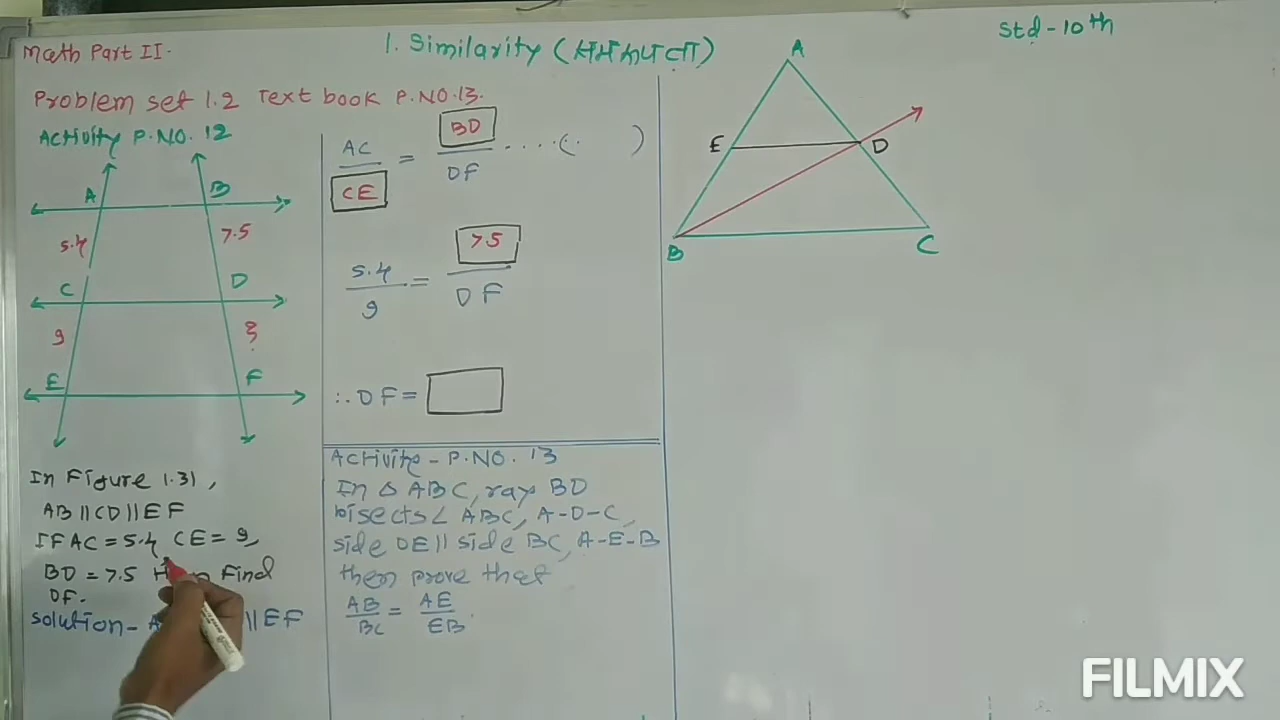 Math Part II.
1. Similarity (समरूपता)
Std - 10th
Problem set 1.2 Text book P.NO.13.
Activity P.NO. 12
A
B
5.4
7.5
C
D
9
?
E
F
In Figure 1.31,
AB || CD || EF
IF AC = 5.4 CE = 9,
BD = 7.5 Find
DF.
solution - || EF
AC = BD .... ( )
CE DF
5.4 = 7.5
9 DF
∴ DF =
Activity - P.NO. 13
In △ ABC, ray BD
bisects ∠ ABC, A-D-C,
side DE || side BC, A-E-B
then prove that
AB = AE
BC EB.
A
E
D
B
C
FILMIX